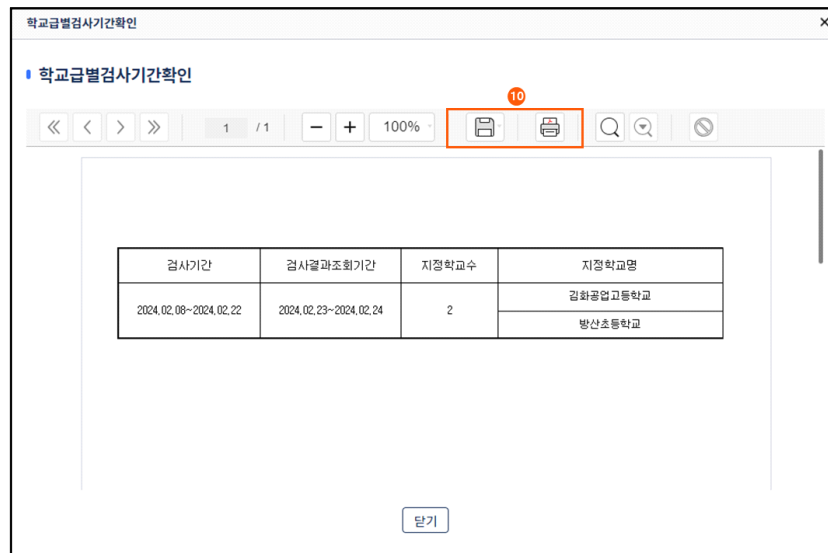 학교급별검사기간확인
학교급별검사기간확인
10
1 / 1 100%
검사기간 검사결과조회기간 지정학교수 지정학교명
2024.02.08~2024.02.22 2024.02.23~2024.02.24 2 김화공업고등학교
방산초등학교
닫기